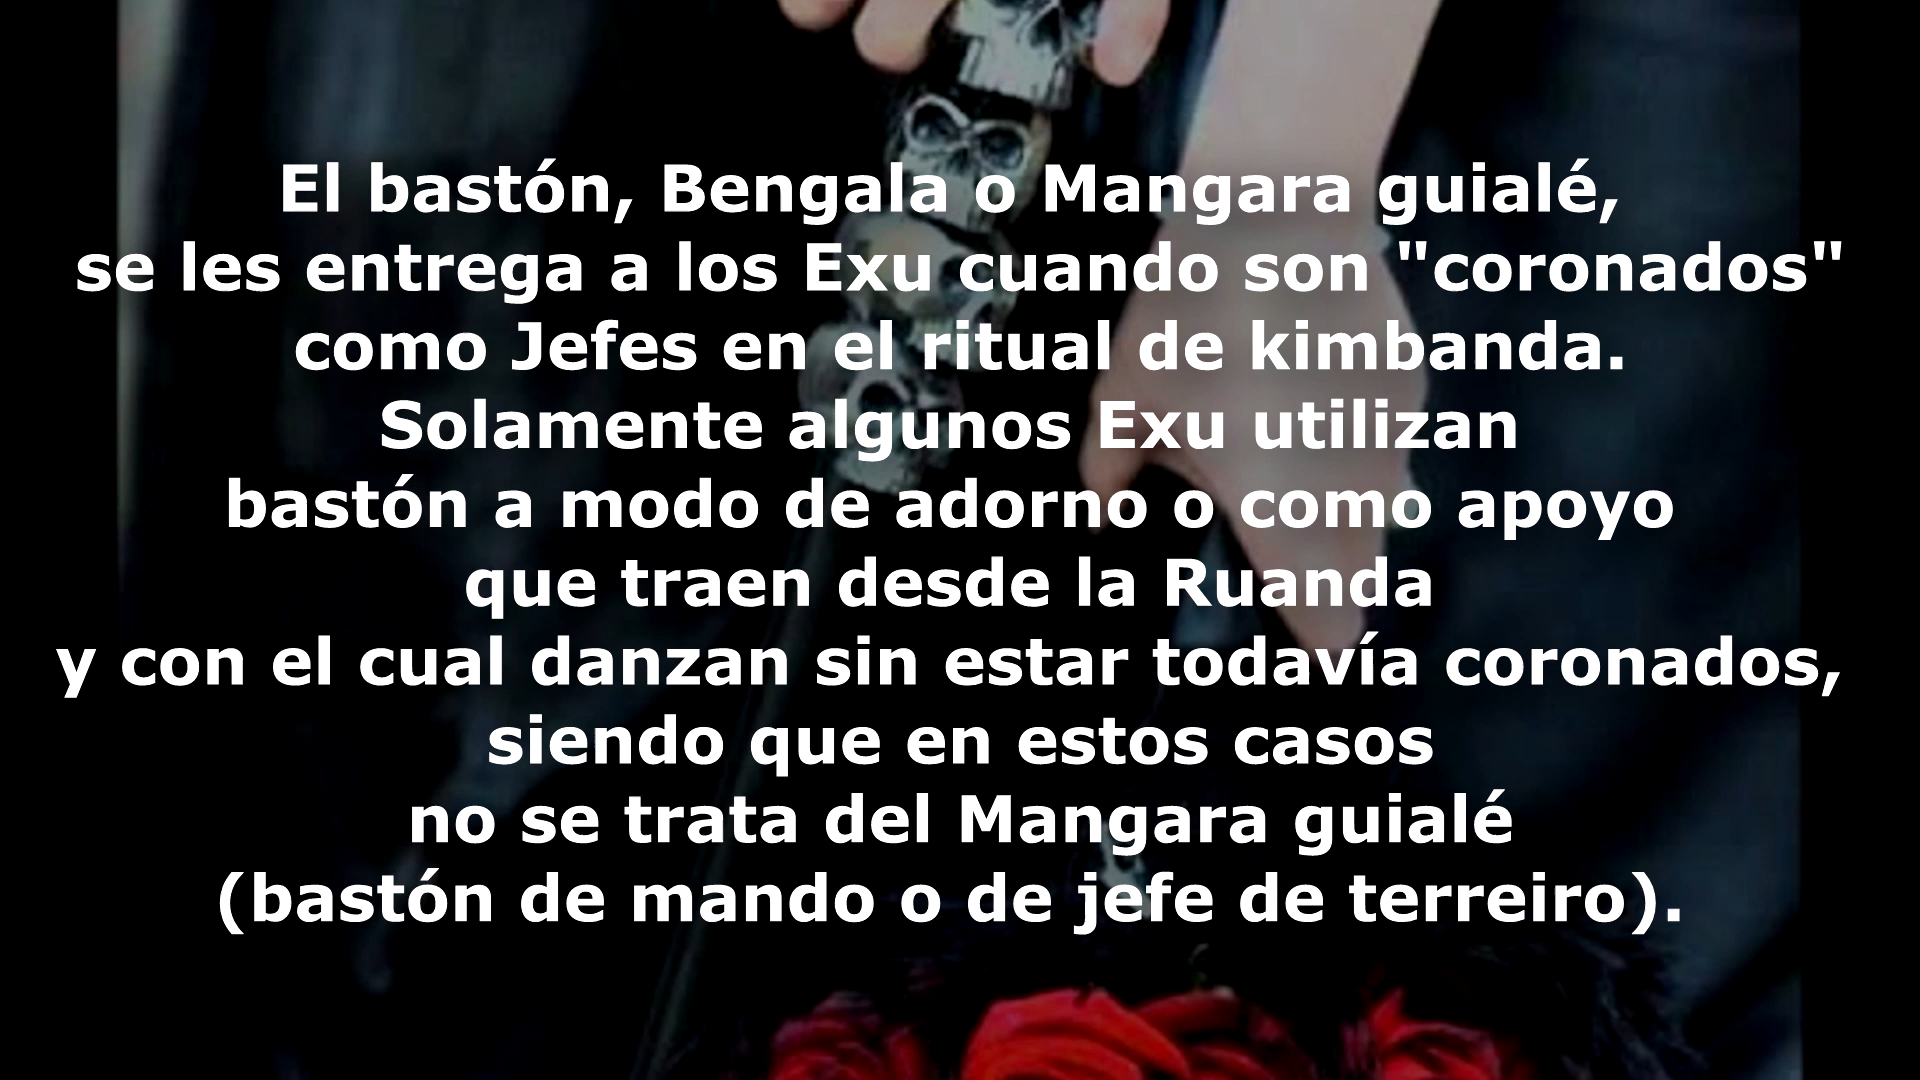 El bastón, Bengala o Mangara guialé,
se les entrega a los Exu cuando son "coronados"
como Jefes en el ritual de kimbanda.
Solamente algunos Exu utilizan
bastón a modo de adorno o como apoyo
que traen desde la Ruanda
y con el cual danzan sin estar todavía coronados,
siendo que en estos casos
no se trata del Mangara guialé
(bastón de mando o de jefe de terreiro).